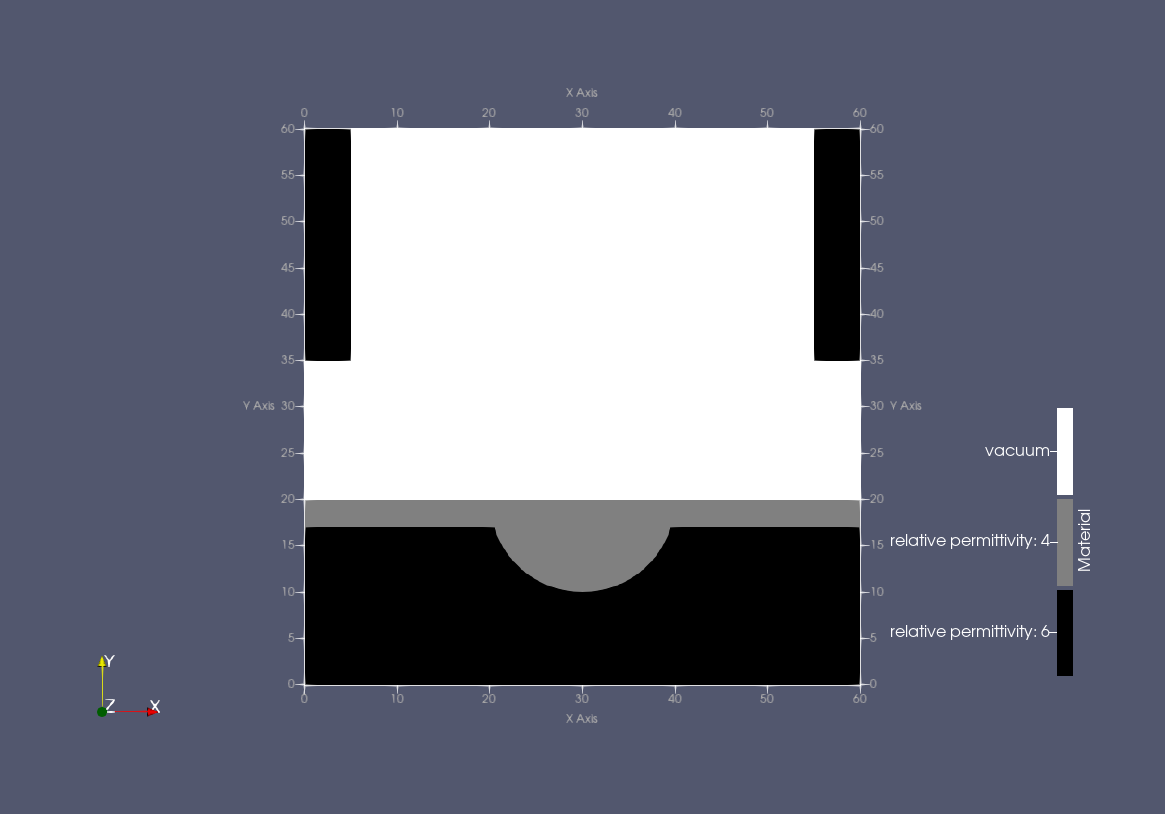 X Axis
0 10 20 30 40 50 60
60 60
55 55
50 50
45 45
40 40
35 35
Y Axis 30 30 Y Axis
25 25
vacuum
20 20
15 15
relative permittivity: 4
Material
10 10
5 5
relative permittivity: 6
0 0
0 10 20 30 40 50 60
X Axis
Y
Z X